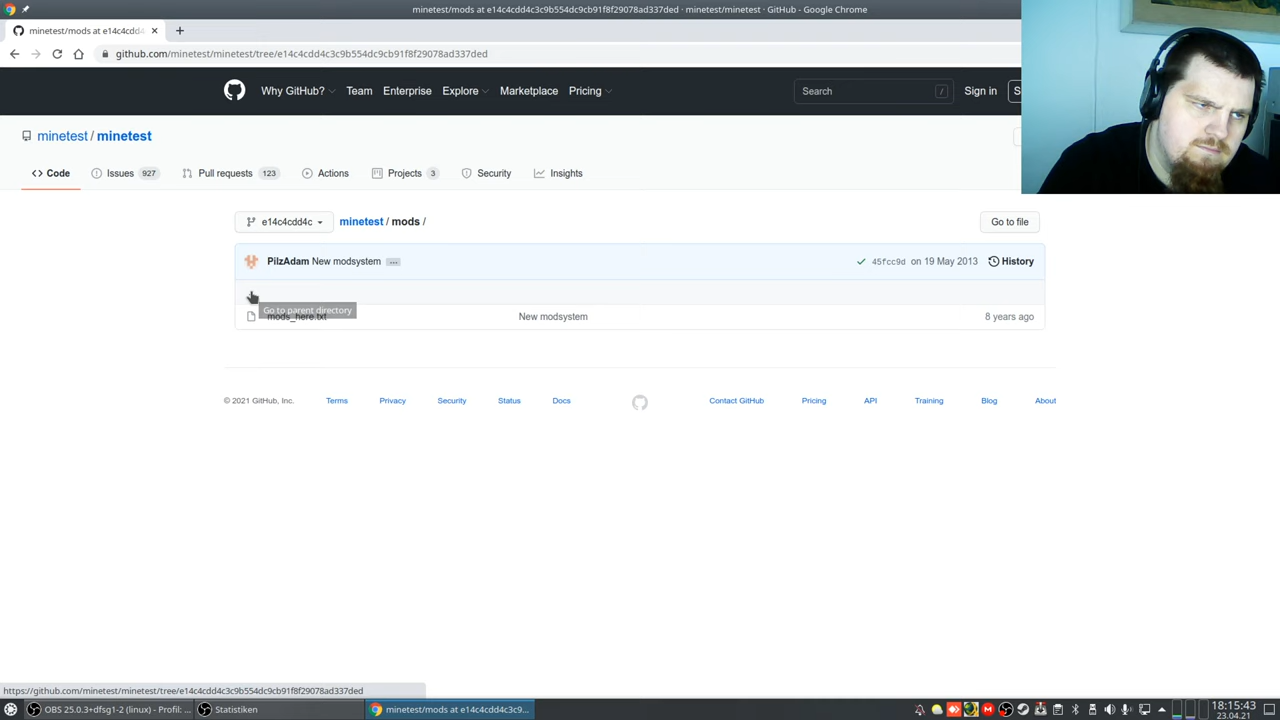 minetest/mods at e14c4cdd4c3c9b554dc9cb91f8f29078ad337ded · minetest/minetest · GitHub - Google Chrome
minetest/mods at e14c4cdd4
github.com/minetest/minetest/tree/e14c4cdd4c3c9b554dc9cb91f8f29078ad337ded
Why GitHub? Team Enterprise Explore Marketplace Pricing Search / Sign in S
minetest / minetest
Code Issues 927 Pull requests 123 Actions Projects 3 Security Insights
e14c4cdd4c minetest / mods / Go to file
PilzAdam New modsystem ... 45fcc9d on 19 May 2013 History
Go to parent directory
mods_here.txt New modsystem 8 years ago
© 2021 GitHub, Inc. Terms Privacy Security Status Docs Contact GitHub Pricing API Training Blog About
https://github.com/minetest/minetest/tree/e14c4cdd4c3c9b554dc9cb91f8f29078ad337ded
OBS 25.0.3+dfsg1-2 (linux) - Profil: ... Statistiken minetest/mods at e14c4cdd4c3c9... 18:15:43
23.04.21